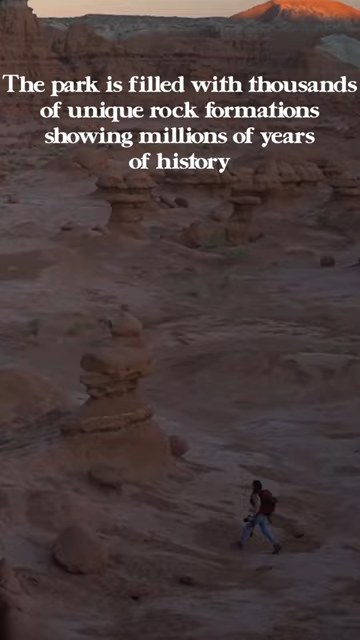 The park is filled with thousands
of unique rock formations
showing millions of years
of history